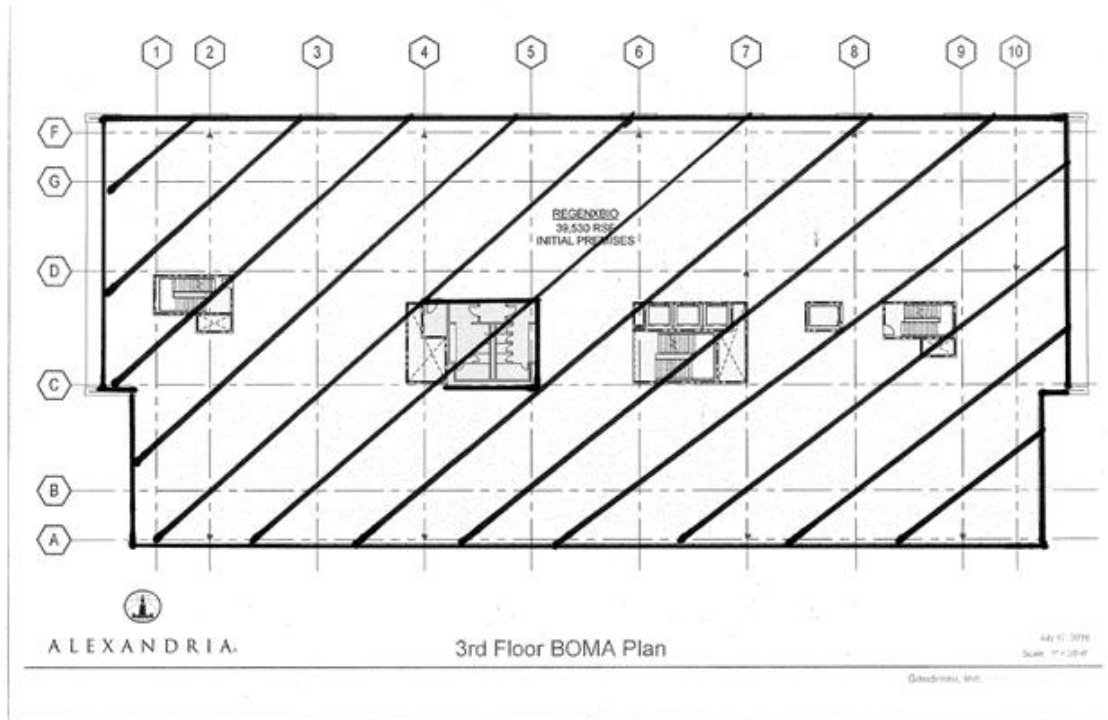 1 2 3 4 5 6 7 8 9 10
F
G
D
C
B
A
REGENXBIO
39,530 RSF
INITIAL PREMISES
ALEXANDRIA.
3rd Floor BOMA Plan
Scale: